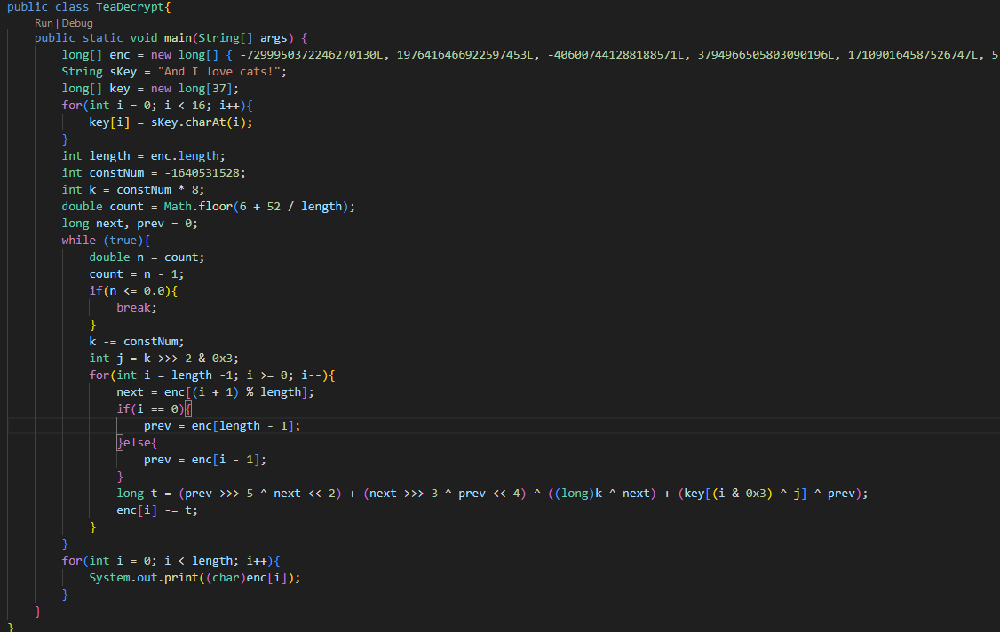 public class TeaDecrypt{
Run | Debug
public static void main(String[] args) {
long[] enc = new long[] { -7299950372246270130L, 1976416466922597453L, -406007441288188571L, 3794966505803090196L, 171090164587526747L, 5
String sKey = "And I love cats!";
long[] key = new long[37];
for(int i = 0; i < 16; i++){
key[i] = sKey.charAt(i);
}
int length = enc.length;
int constNum = -1640531528;
int k = constNum * 8;
double count = Math.floor(6 + 52 / length);
long next, prev = 0;
while (true){
double n = count;
count = n - 1;
if(n <= 0.0){
break;
}
k -= constNum;
int j = k >>> 2 & 0x3;
for(int i = length -1; i >= 0; i--){
next = enc[(i + 1) % length];
if(i == 0){
prev = enc[length - 1];
}else{
prev = enc[i - 1];
}
long t = (prev >>> 5 ^ next << 2) + (next >>> 3 ^ prev << 4) ^ ((long)k ^ next) + (key[(i & 0x3) ^ j] ^ prev);
enc[i] -= t;
}
}
for(int i = 0; i < length; i++){
System.out.print((char)enc[i]);
}
}
}